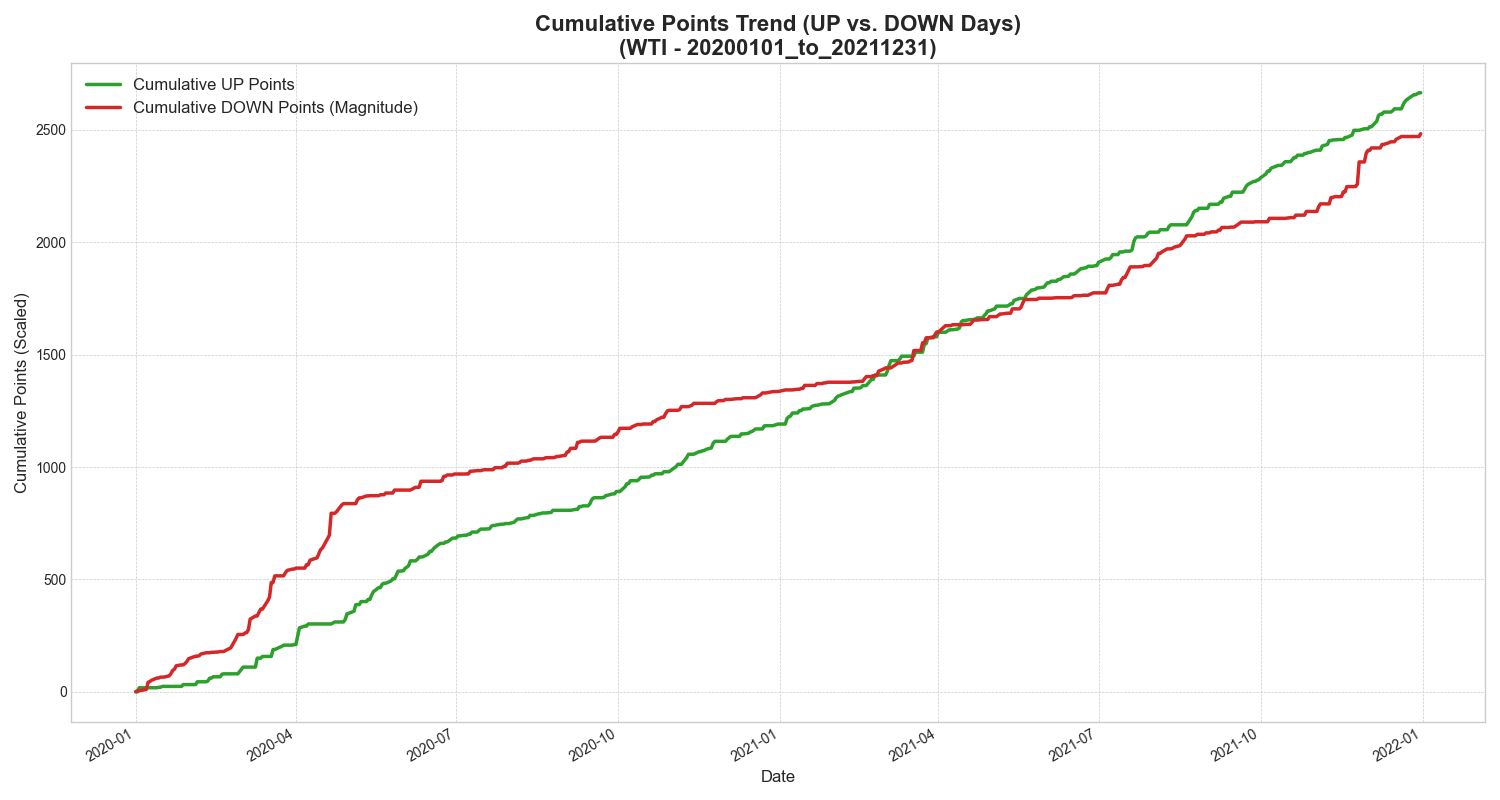 Cumulative Points Trend (UP vs. DOWN Days)
(WTI - 20200101_to_20211231)
Cumulative UP Points
Cumulative DOWN Points (Magnitude)
Cumulative Points (Scaled)
2500
2000
1500
1000
500
0
2020-01
2020-04
2020-07
2020-10
2021-01
2021-04
2021-07
2021-10
2022-01
Date